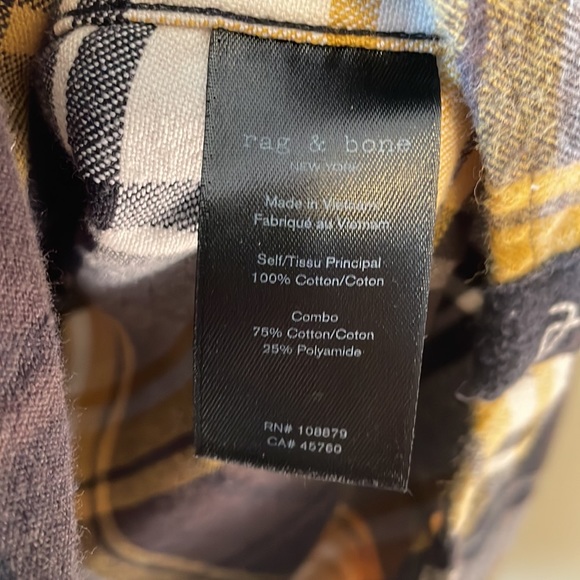 rag & bone
NEW YORK
Made in Vietnam
Fabriqué au Vietnam
Self/Tissu Principal
100% Cotton/Coton
Combo
75% Cotton/Coton
25% Polyamide
RN# 108879
CA# 45760